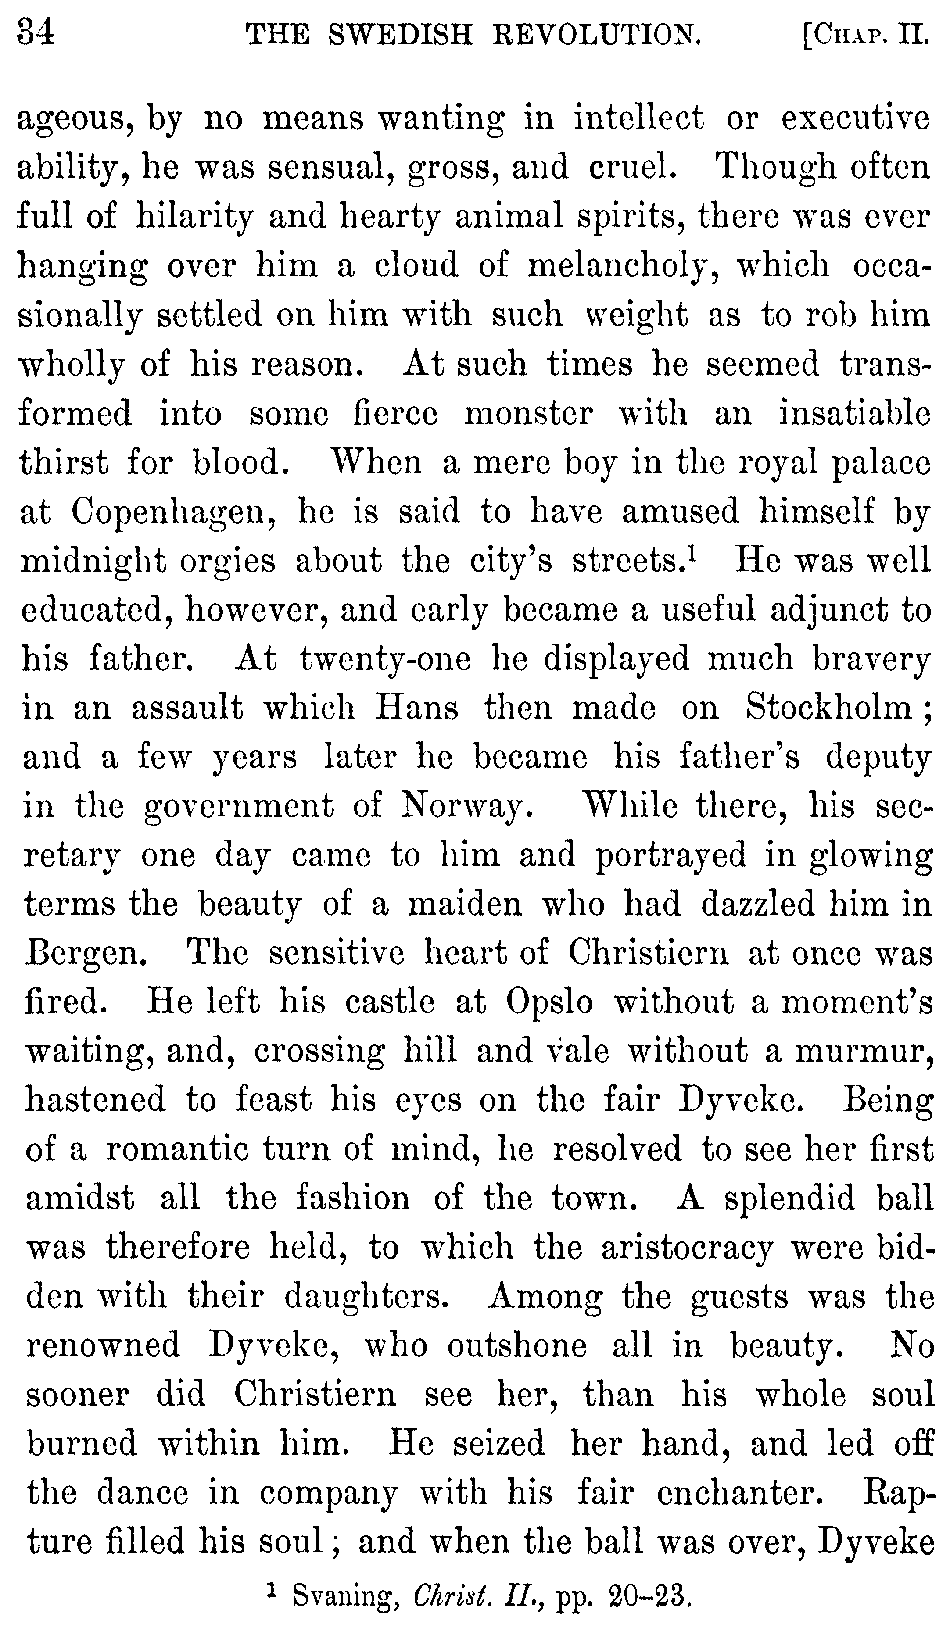 34 THE SWEDISH REVOLUTION. [CHAP. II.
ageous, by no means wanting in intellect or executive
ability, he was sensual, gross, and cruel. Though often
full of hilarity and hearty animal spirits, there was ever
hanging over him a cloud of melancholy, which occa-
sionally settled on him with such weight as to rob him
wholly of his reason. At such times he seemed trans-
formed into some fierce monster with an insatiable
thirst for blood. When a mere boy in the royal palace
at Copenhagen, he is said to have amused himself by
midnight orgies about the city's streets.¹ He was well
educated, however, and early became a useful adjunct to
his father. At twenty-one he displayed much bravery
in an assault which Hans then made on Stockholm ;
and a few years later he became his father's deputy
in the government of Norway. While there, his sec-
retary one day came to him and portrayed in glowing
terms the beauty of a maiden who had dazzled him in
Bergen. The sensitive heart of Christiern at once was
fired. He left his castle at Opslo without a moment's
waiting, and, crossing hill and vale without a murmur,
hastened to feast his eyes on the fair Dyveke. Being
of a romantic turn of mind, he resolved to see her first
amidst all the fashion of the town. A splendid ball
was therefore held, to which the aristocracy were bid-
den with their daughters. Among the guests was the
renowned Dyveke, who outshone all in beauty. No
sooner did Christiern see her, than his whole soul
burned within him. He seized her hand, and led off
the dance in company with his fair enchanter. Rap-
ture filled his soul ; and when the ball was over, Dyveke
¹ Svaning, Christ. II., pp. 20–23.